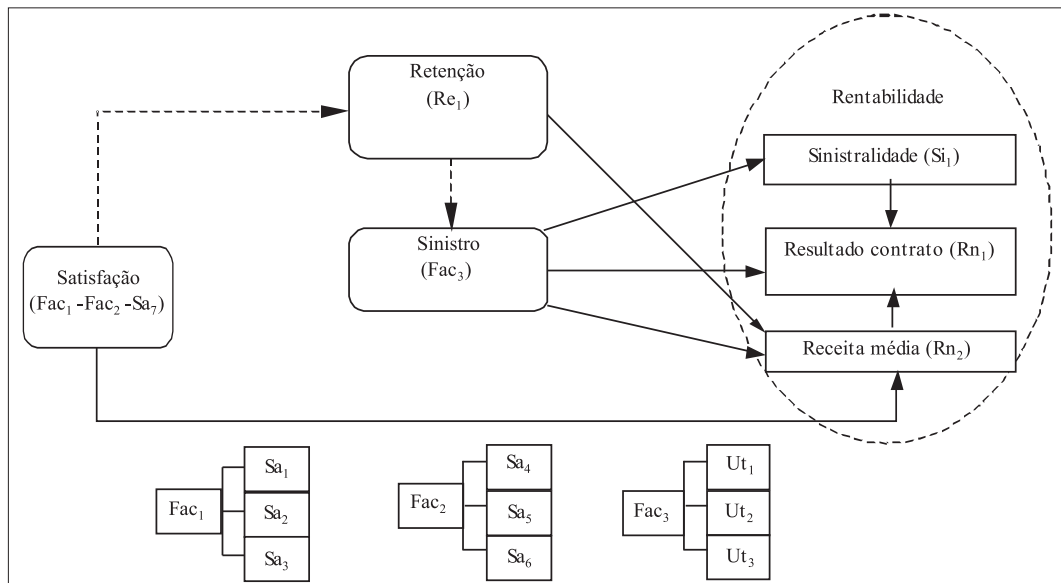 Retenção
(Re₁)
Rentabilidade
Sinistralidade (Si₁)
Sinistro
(Fac₃)
Resultado contrato (Rn₁)
Satisfação
(Fac₁ -Fac₂ -Sa₇)
Receita média (Rn₂)
Fac₁
Sa₁
Sa₂
Sa₃
Fac₂
Sa₄
Sa₅
Sa₆
Fac₃
Ut₁
Ut₂
Ut₃